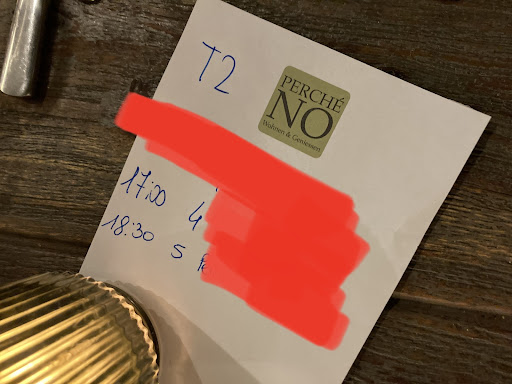 T2
PERCHÉ
NO
Wohnen & Geniessen
17:00 4
18:30 5